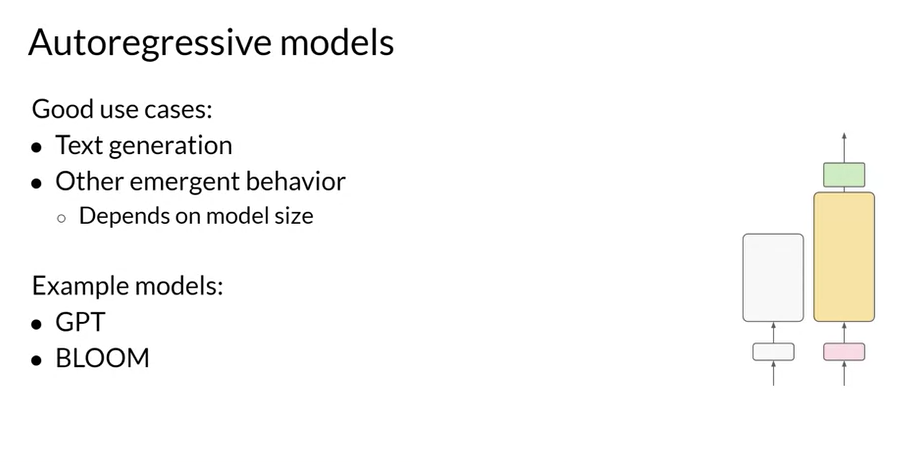 Autoregressive models
Good use cases:
● Text generation
● Other emergent behavior
○ Depends on model size
Example models:
● GPT
● BLOOM